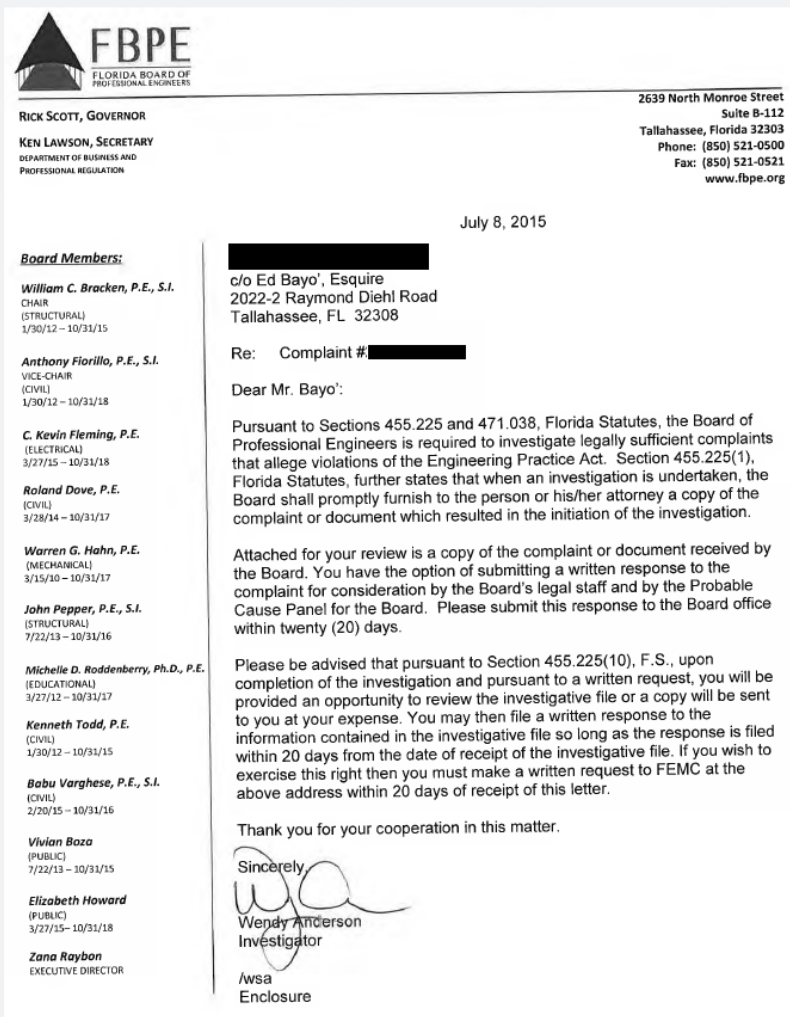 FBPE
FLORIDA BOARD OF
PROFESSIONAL ENGINEERS
RICK SCOTT, GOVERNOR
KEN LAWSON, SECRETARY
DEPARTMENT OF BUSINESS AND
PROFESSIONAL REGULATION
2639 North Monroe Street
Suite B-112
Tallahassee, Florida 32303
Phone: (850) 521-0500
Fax: (850) 521-0521
www.fbpe.org
July 8, 2015
Board Members:
William C. Bracken, P.E., S.I.
CHAIR
(STRUCTURAL)
1/30/12 – 10/31/15
Anthony Fiorillo, P.E., S.I.
VICE-CHAIR
(CIVIL)
1/30/12 – 10/31/18
C. Kevin Fleming, P.E.
(ELECTRICAL)
3/27/15 – 10/31/18
Roland Dove, P.E.
(CIVIL)
3/28/14 – 10/31/17
Warren G. Hahn, P.E.
(MECHANICAL)
3/15/10 – 10/31/17
John Pepper, P.E., S.I.
(STRUCTURAL)
7/22/13 – 10/31/16
Michelle D. Roddenberry, Ph.D., P.E.
(EDUCATIONAL)
3/27/12 – 10/31/17
Kenneth Todd, P.E.
(CIVIL)
1/30/12 – 10/31/15
Babu Varghese, P.E., S.I.
(CIVIL)
2/20/15 – 10/31/16
Vivian Boza
(PUBLIC)
7/22/13 – 10/31/15
Elizabeth Howard
(PUBLIC)
3/27/15– 10/31/18
Zana Raybon
EXECUTIVE DIRECTOR
c/o Ed Bayo', Esquire
2022-2 Raymond Diehl Road
Tallahassee, FL 32308
Re: Complaint #
Dear Mr. Bayo':
Pursuant to Sections 455.225 and 471.038, Florida Statutes, the Board of
Professional Engineers is required to investigate legally sufficient complaints
that allege violations of the Engineering Practice Act. Section 455.225(1),
Florida Statutes, further states that when an investigation is undertaken, the
Board shall promptly furnish to the person or his/her attorney a copy of the
complaint or document which resulted in the initiation of the investigation.
Attached for your review is a copy of the complaint or document received by
the Board. You have the option of submitting a written response to the
complaint for consideration by the Board's legal staff and by the Probable
Cause Panel for the Board. Please submit this response to the Board office
within twenty (20) days.
Please be advised that pursuant to Section 455.225(10), F.S., upon
completion of the investigation and pursuant to a written request, you will be
provided an opportunity to review the investigative file or a copy will be sent
to you at your expense. You may then file a written response to the
information contained in the investigative file so long as the response is filed
within 20 days from the date of receipt of the investigative file. If you wish to
exercise this right then you must make a written request to FEMC at the
above address within 20 days of receipt of this letter.
Thank you for your cooperation in this matter.
Sincerely,
Wendy Anderson
Investigator
/wsa
Enclosure